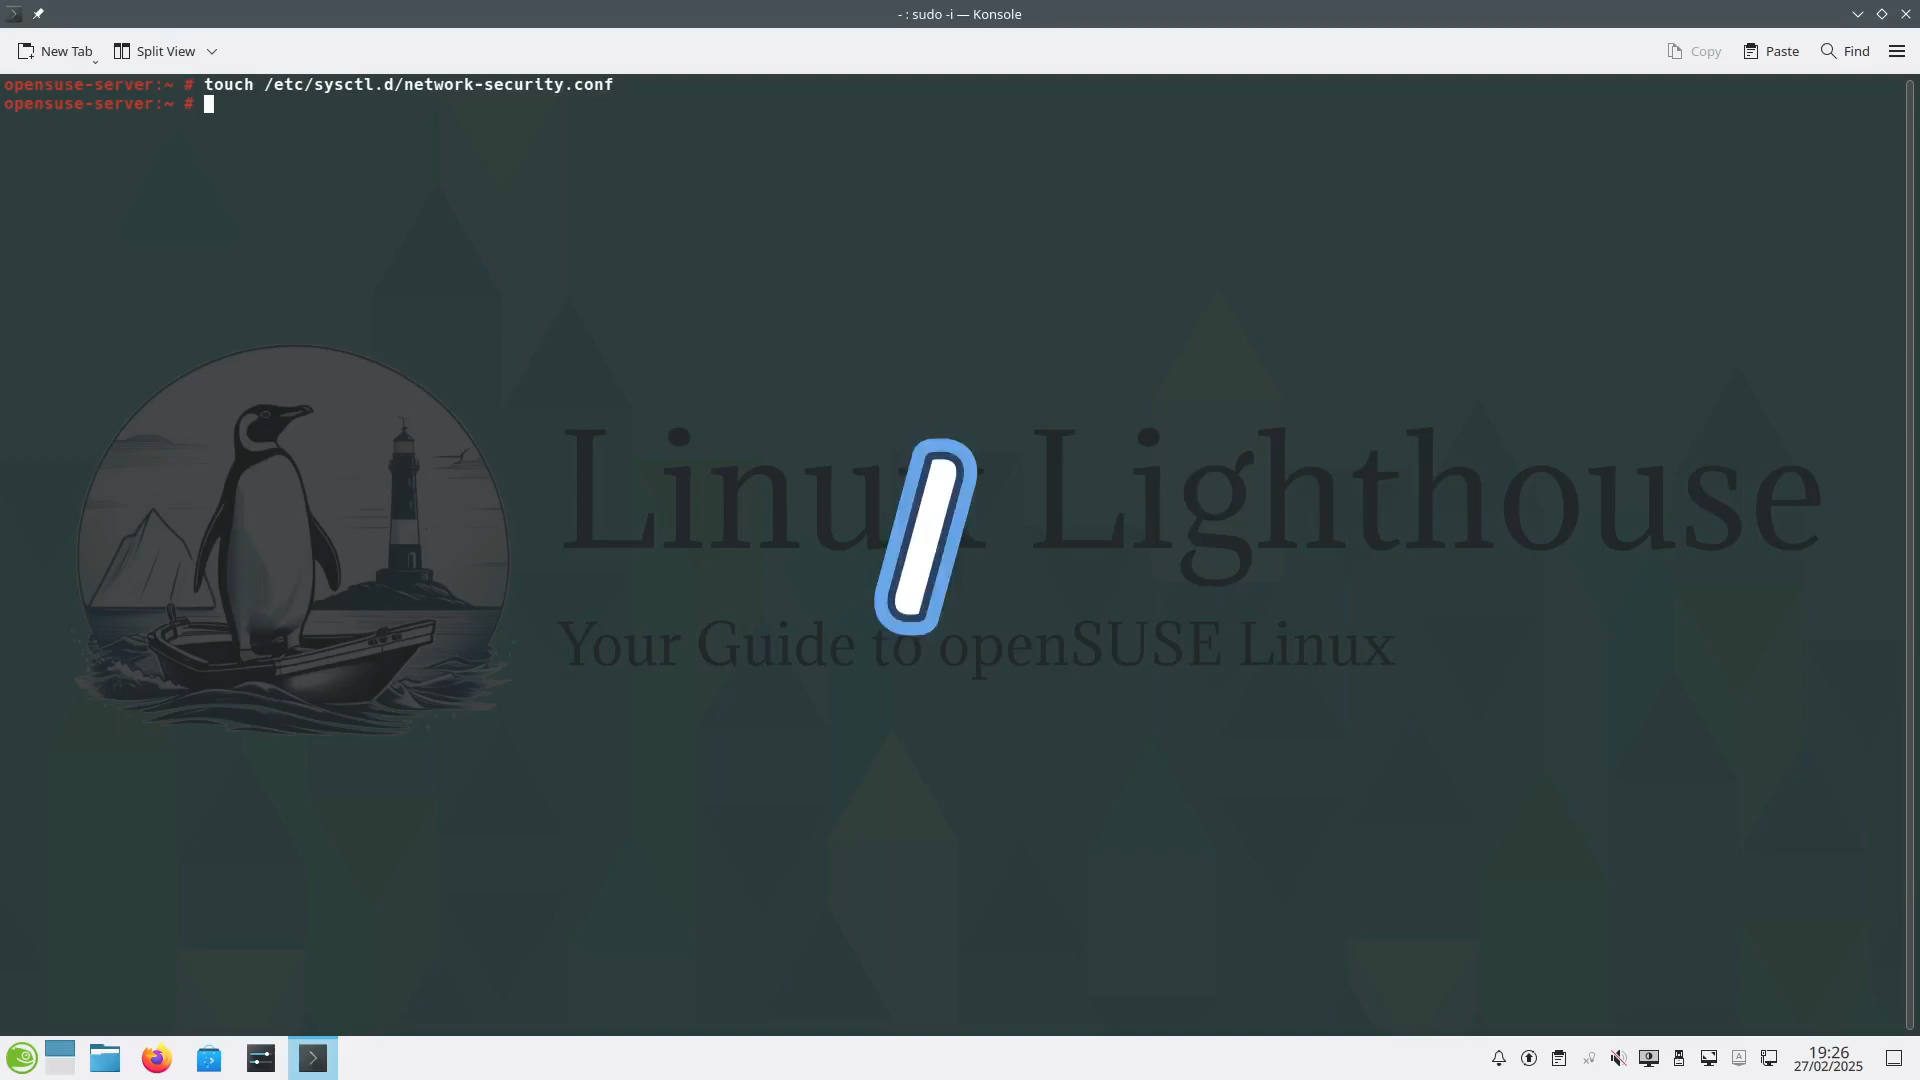 - : sudo -i — Konsole
New Tab
Split View
Copy
Paste
Find
opensuse-server:~ # touch /etc/sysctl.d/network-security.conf
opensuse-server:~ #
Linux Lighthouse
Your Guide to openSUSE Linux
19:26
27/02/2025